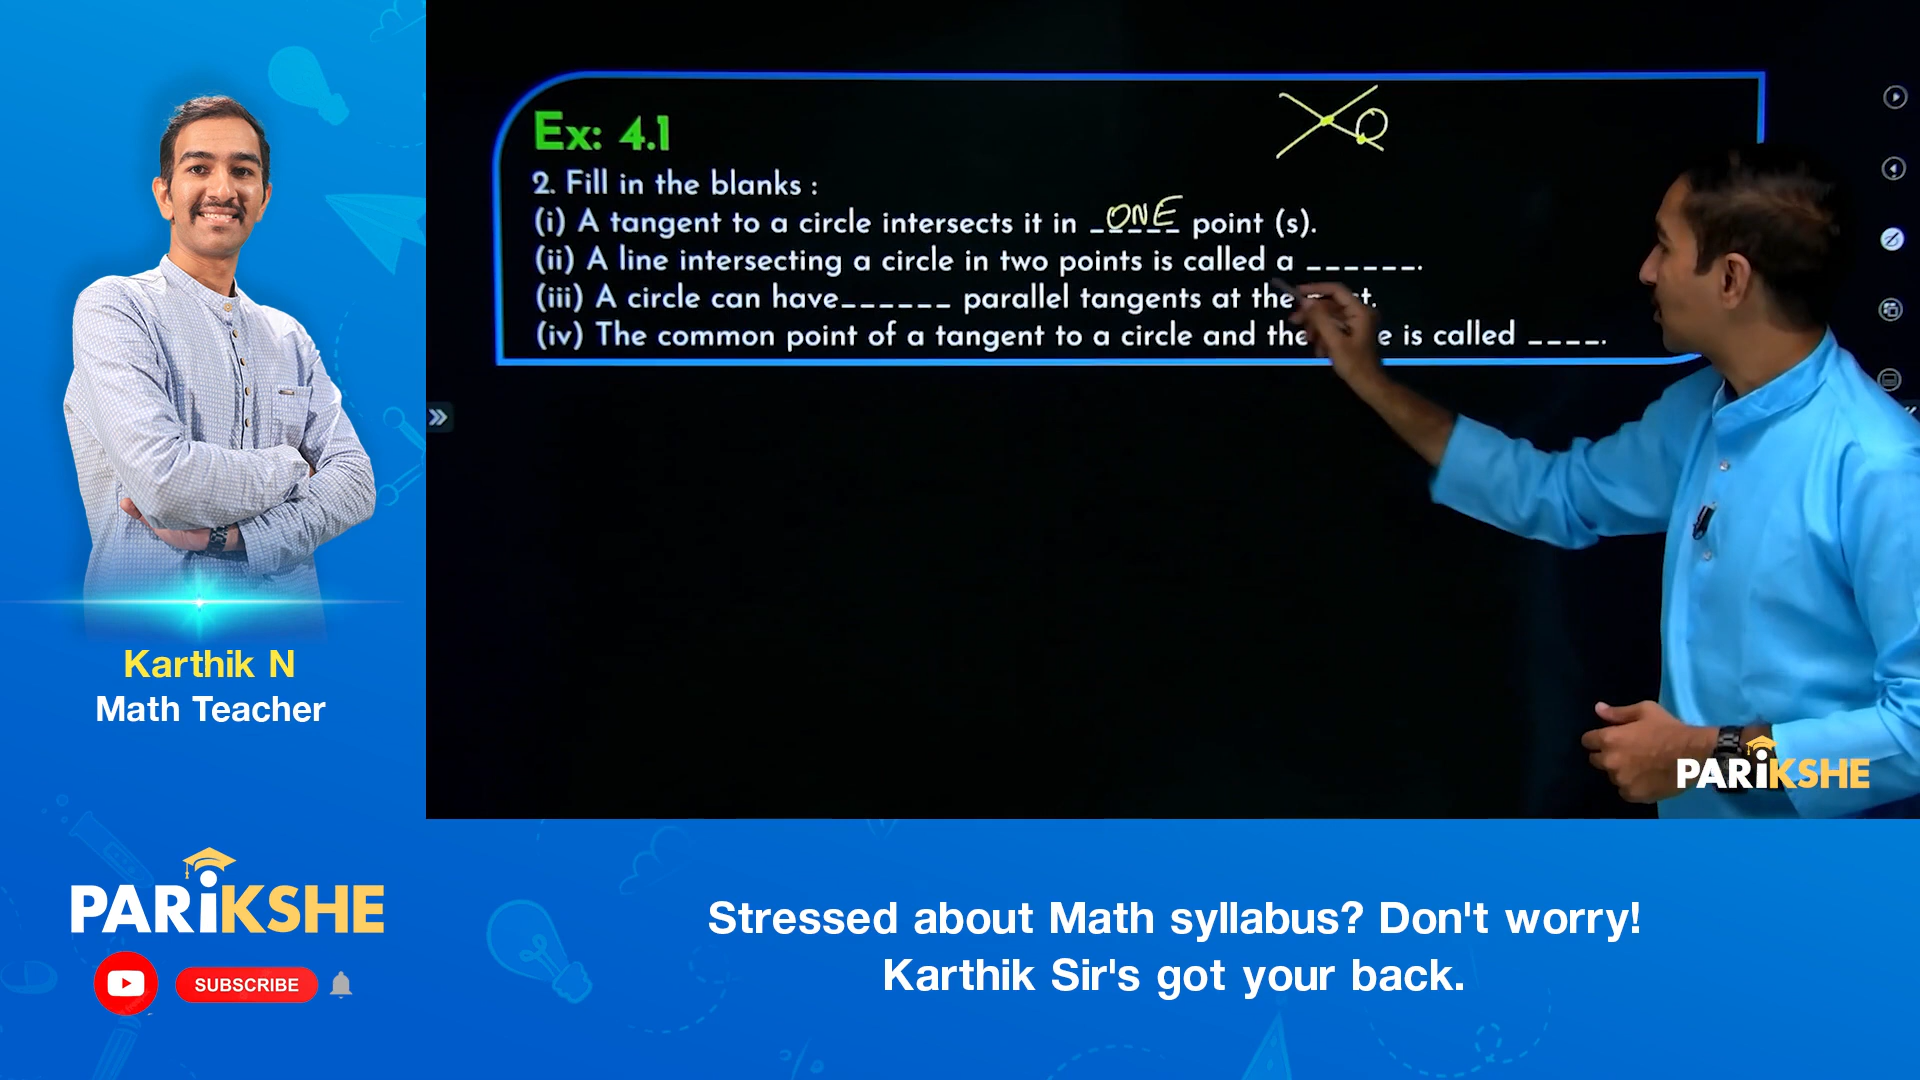 Ex: 4.1
2. Fill in the blanks :
(i) A tangent to a circle intersects it in _ONE_ point (s).
(ii) A line intersecting a circle in two points is called a ______.
(iii) A circle can have______ parallel tangents at the
(iv) The common point of a tangent to a circle and the is called ____.
Karthik N
Math Teacher
PARiKSHE
PARiKSHE
SUBSCRIBE
Stressed about Math syllabus? Don't worry!
Karthik Sir's got your back.